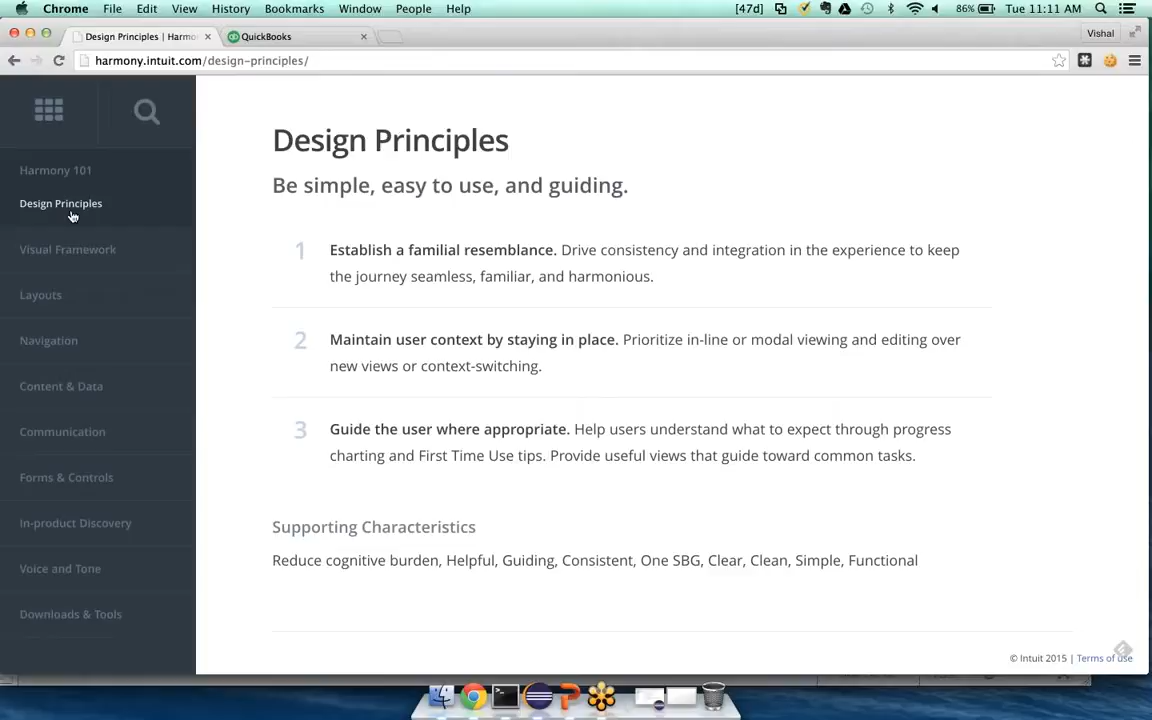 Chrome File Edit View History Bookmarks Window People Help [47d] 86% Tue 11:11 AM
Design Principles | Harmo
QuickBooks
Vishal
harmony.intuit.com/design-principles/
Harmony 101
Design Principles
Visual Framework
Layouts
Navigation
Content & Data
Communication
Forms & Controls
In-product Discovery
Voice and Tone
Downloads & Tools
Design Principles
Be simple, easy to use, and guiding.
1 Establish a familial resemblance. Drive consistency and integration in the experience to keep
the journey seamless, familiar, and harmonious.
2 Maintain user context by staying in place. Prioritize in-line or modal viewing and editing over
new views or context-switching.
3 Guide the user where appropriate. Help users understand what to expect through progress
charting and First Time Use tips. Provide useful views that guide toward common tasks.
Supporting Characteristics
Reduce cognitive burden, Helpful, Guiding, Consistent, One SBG, Clear, Clean, Simple, Functional
© Intuit 2015 | Terms of use